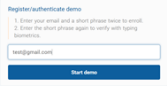 Register/authenticate demo
1. Enter your email and a short phrase twice to email.
2. Enter the short phrase again to verify with typing
biometrics.
test@gmail.com
Start demo